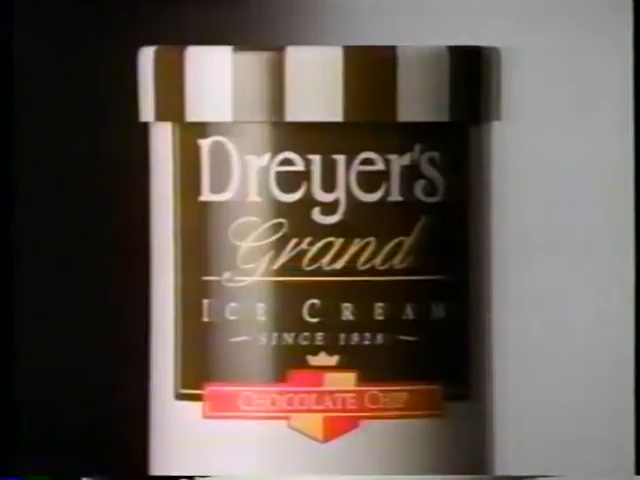 Dreyer's
Grand
ICE CREAM
SINCE 1928
CHOCOLATE CHIP